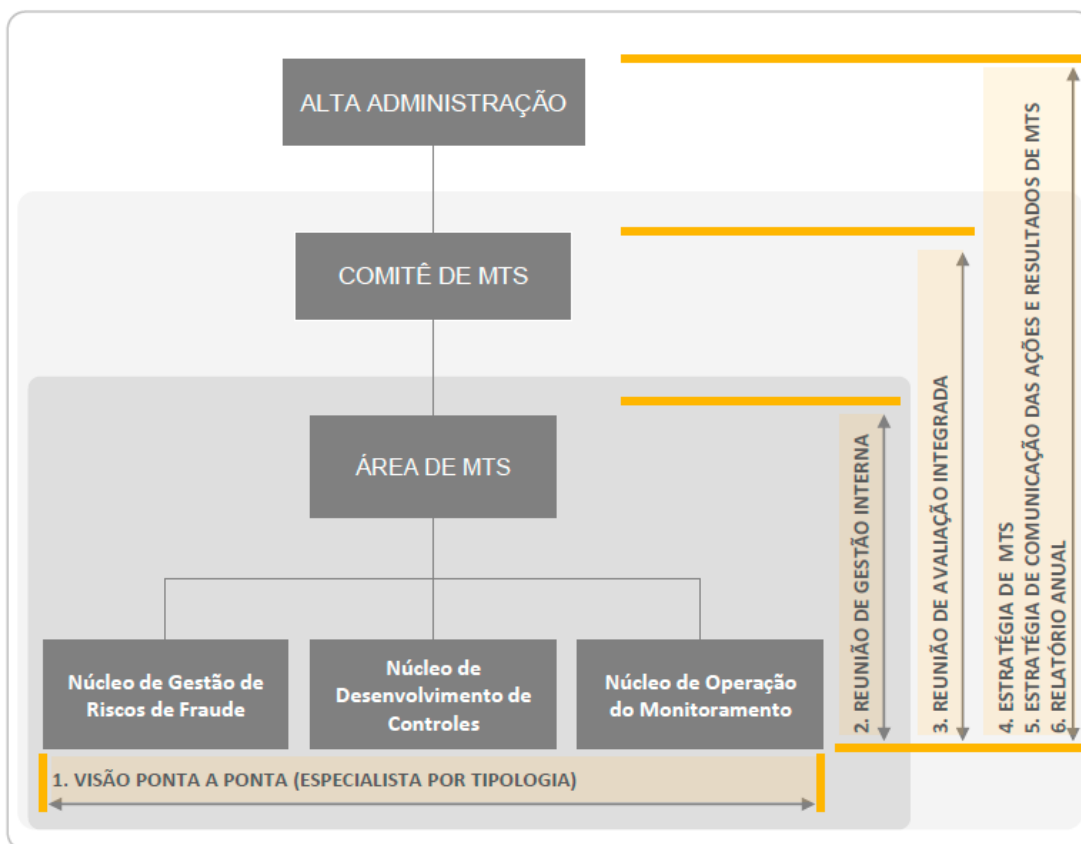 ALTA ADMINISTRAÇÃO
COMITÊ DE MTS
ÁREA DE MTS
Núcleo de Gestão de
Riscos de Fraude
Núcleo de
Desenvolvimento de
Controles
Núcleo de Operação
do Monitoramento
1. VISÃO PONTA A PONTA (ESPECIALISTA POR TIPOLOGIA)
2. REUNIÃO DE GESTÃO INTERNA
3. REUNIÃO DE AVALIAÇÃO INTEGRADA
4. ESTRATÉGIA DE MTS
5. ESTRATÉGIA DE COMUNICAÇÃO DAS AÇÕES E RESULTADOS DE MTS
6. RELATÓRIO ANUAL